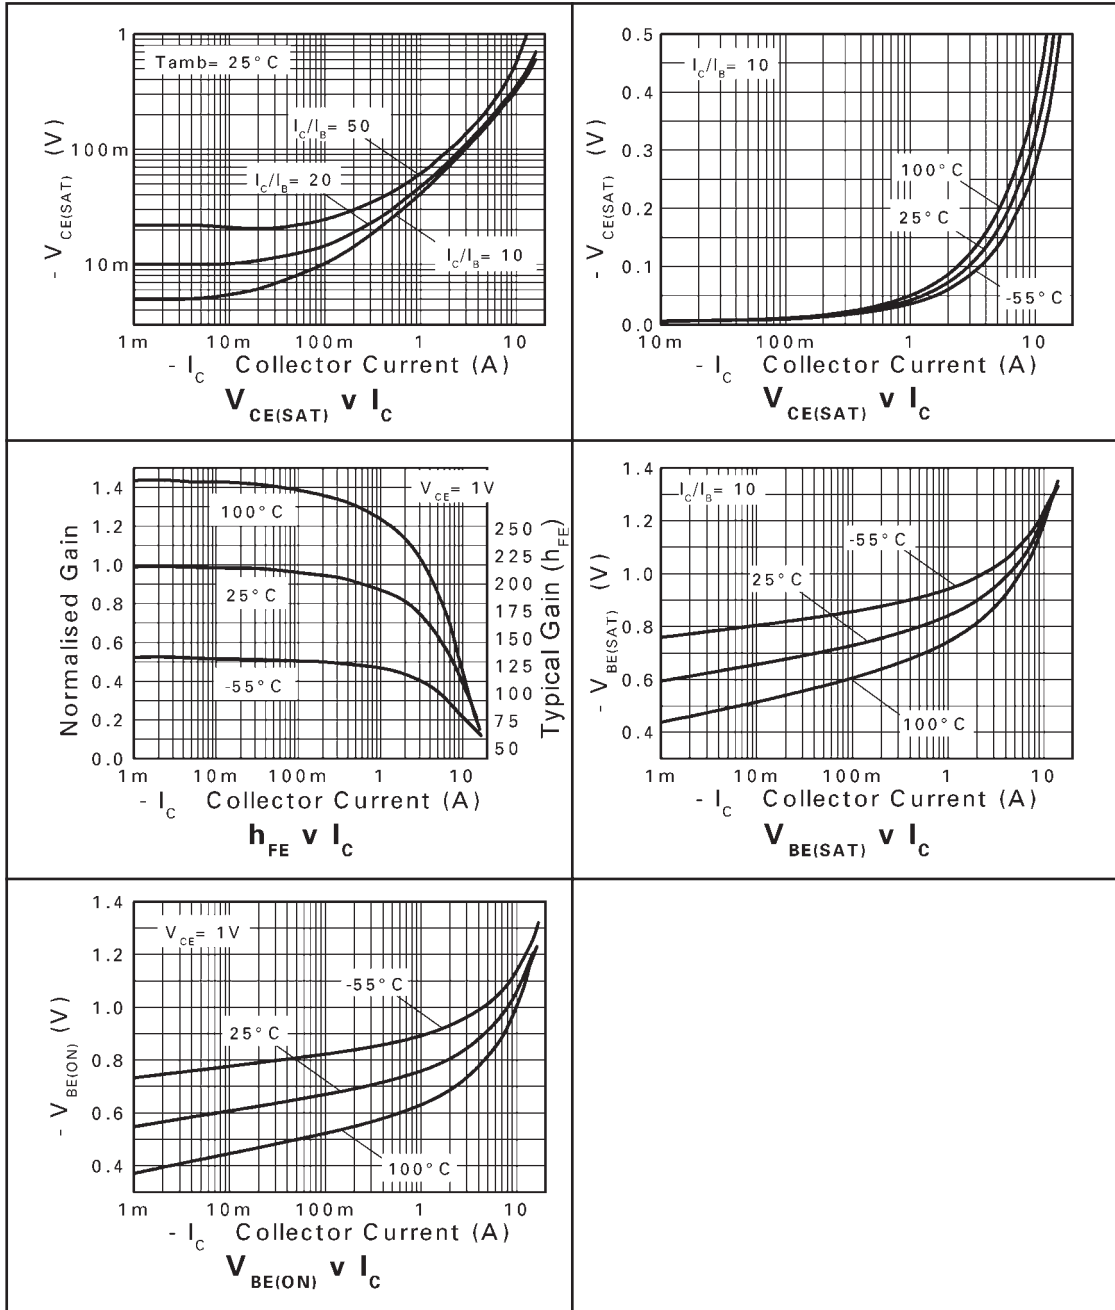 1
100m
10m
- V CE(SAT) (V)
Tamb= 25°C
I C /I B = 50
I C /I B = 20
I C /I B = 10
1m 10m 100m 1 10
- I C Collector Current (A)
V CE(SAT) v I C
0.5
0.4
0.3
0.2
0.1
0.0
- V CE(SAT) (V)
I C /I B = 10
100°C
25°C
-55°C
10m 100m 1 10
- I C Collector Current (A)
V CE(SAT) v I C
1.4
1.2
1.0
0.8
0.6
0.4
0.2
0.0
Normalised Gain
V CE = 1V
100°C
25°C
-55°C
250
225
200
175
150
125
100
75
50
Typical Gain (h FE )
1m 10m 100m 1 10
- I C Collector Current (A)
h FE v I C
1.4
1.2
1.0
0.8
0.6
0.4
- V BE(SAT) (V)
I C /I B = 10
-55°C
25°C
100°C
1m 10m 100m 1 10
- I C Collector Current (A)
V BE(SAT) v I C
1.4
1.2
1.0
0.8
0.6
0.4
- V BE(ON) (V)
V CE = 1V
-55°C
25°C
100°C
1m 10m 100m 1 10
- I C Collector Current (A)
V BE(ON) v I C